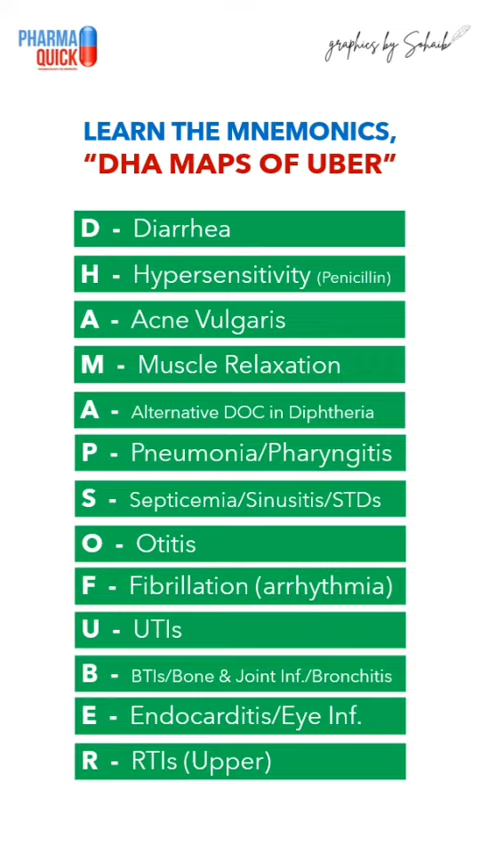 PHARMA
QUICK
graphics by Sohaib
LEARN THE MNEMONICS,
“DHA MAPS OF UBER”
D - Diarrhea
H - Hypersensitivity (Penicillin)
A - Acne Vulgaris
M - Muscle Relaxation
A - Alternative DOC in Diphtheria
P - Pneumonia/Pharyngitis
S - Septicemia/Sinusitis/STDs
O - Otitis
F - Fibrillation (arrhythmia)
U - UTIs
B - BTIs/Bone & Joint Inf./Bronchitis
E - Endocarditis/Eye Inf.
R - RTIs (Upper)